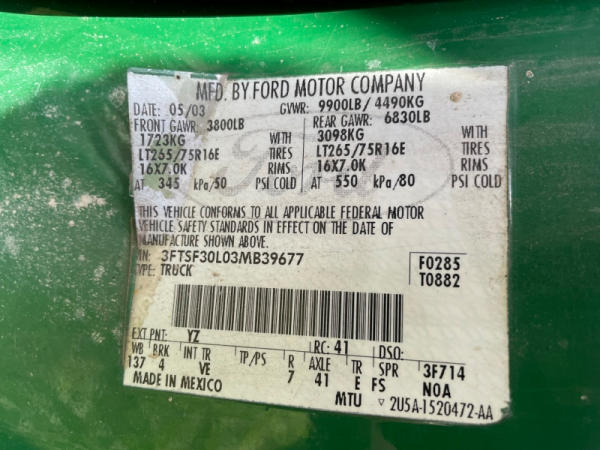 MFD. BY FORD MOTOR COMPANY
DATE: 05/03 GVWR: 9900LB/ 4490KG
FRONT GAWR: 3800LB REAR GAWR: 6830LB
1723KG WITH 3098KG WITH
LT265/75R16E TIRES LT265/75R16E TIRES
16X7.0K RIMS 16X7.0K RIMS
AT 345 kPa/50 PSI COLD AT 550 kPa/80 PSI COLD
THIS VEHICLE CONFORMS TO ALL APPLICABLE FEDERAL MOTOR
VEHICLE SAFETY STANDARDS IN EFFECT ON THE DATE OF
MANUFACTURE SHOWN ABOVE.
VIN: 3FTSF30L03MB39677 F0285
TYPE: TRUCK T0882
EXT PNT: YZ RC: 41 DSO:
WB BRK INT TR TP/PS R AXLE TR SPR 3F714
137 4 VE 7 41 E FS NOA
MADE IN MEXICO MTU ▽ 2U5A-1520472-AA
Ford